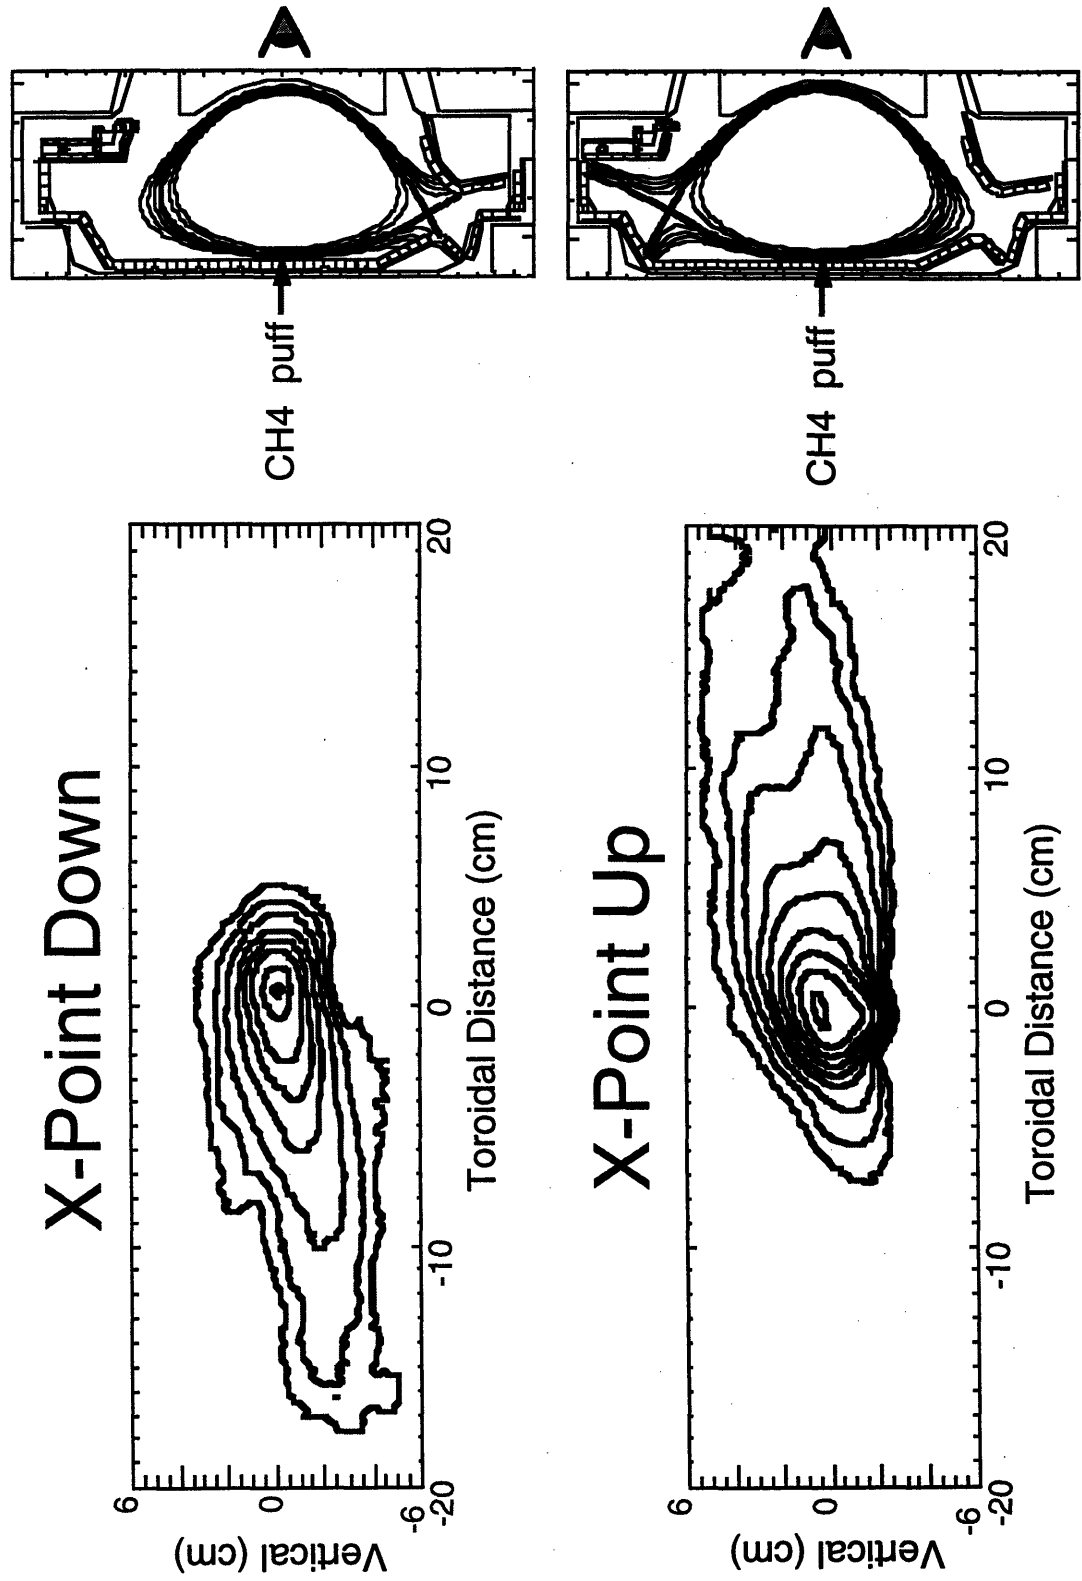 X-Point Down
6
0
-6
Vertical (cm)
-20
-10
0
10
20
Toroidal Distance (cm)
CH4 puff
X-Point Up
6
0
-6
Vertical (cm)
-20
-10
0
10
20
Toroidal Distance (cm)
CH4 puff